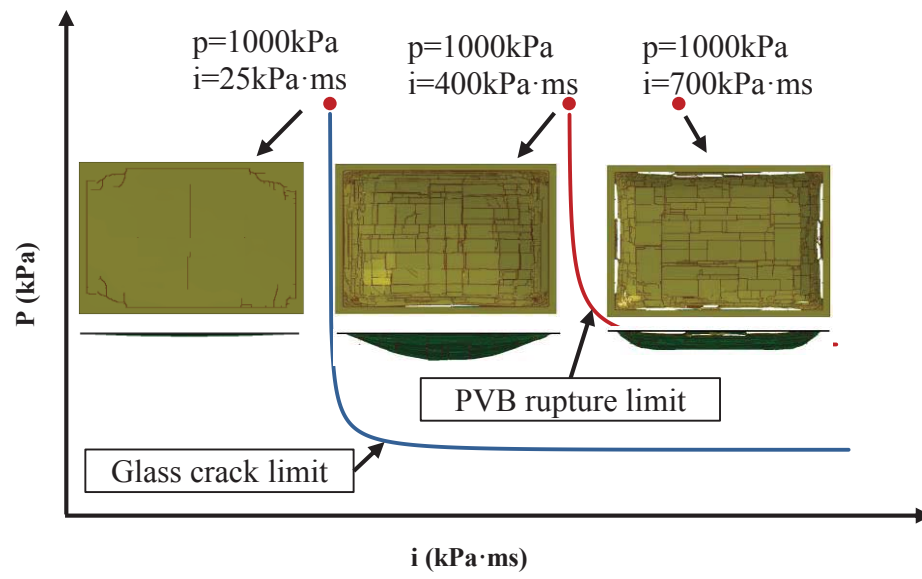 p=1000kPa
i=25kPa·ms
p=1000kPa
i=400kPa·ms
p=1000kPa
i=700kPa·ms
P (kPa)
PVB rupture limit
Glass crack limit
i (kPa·ms)